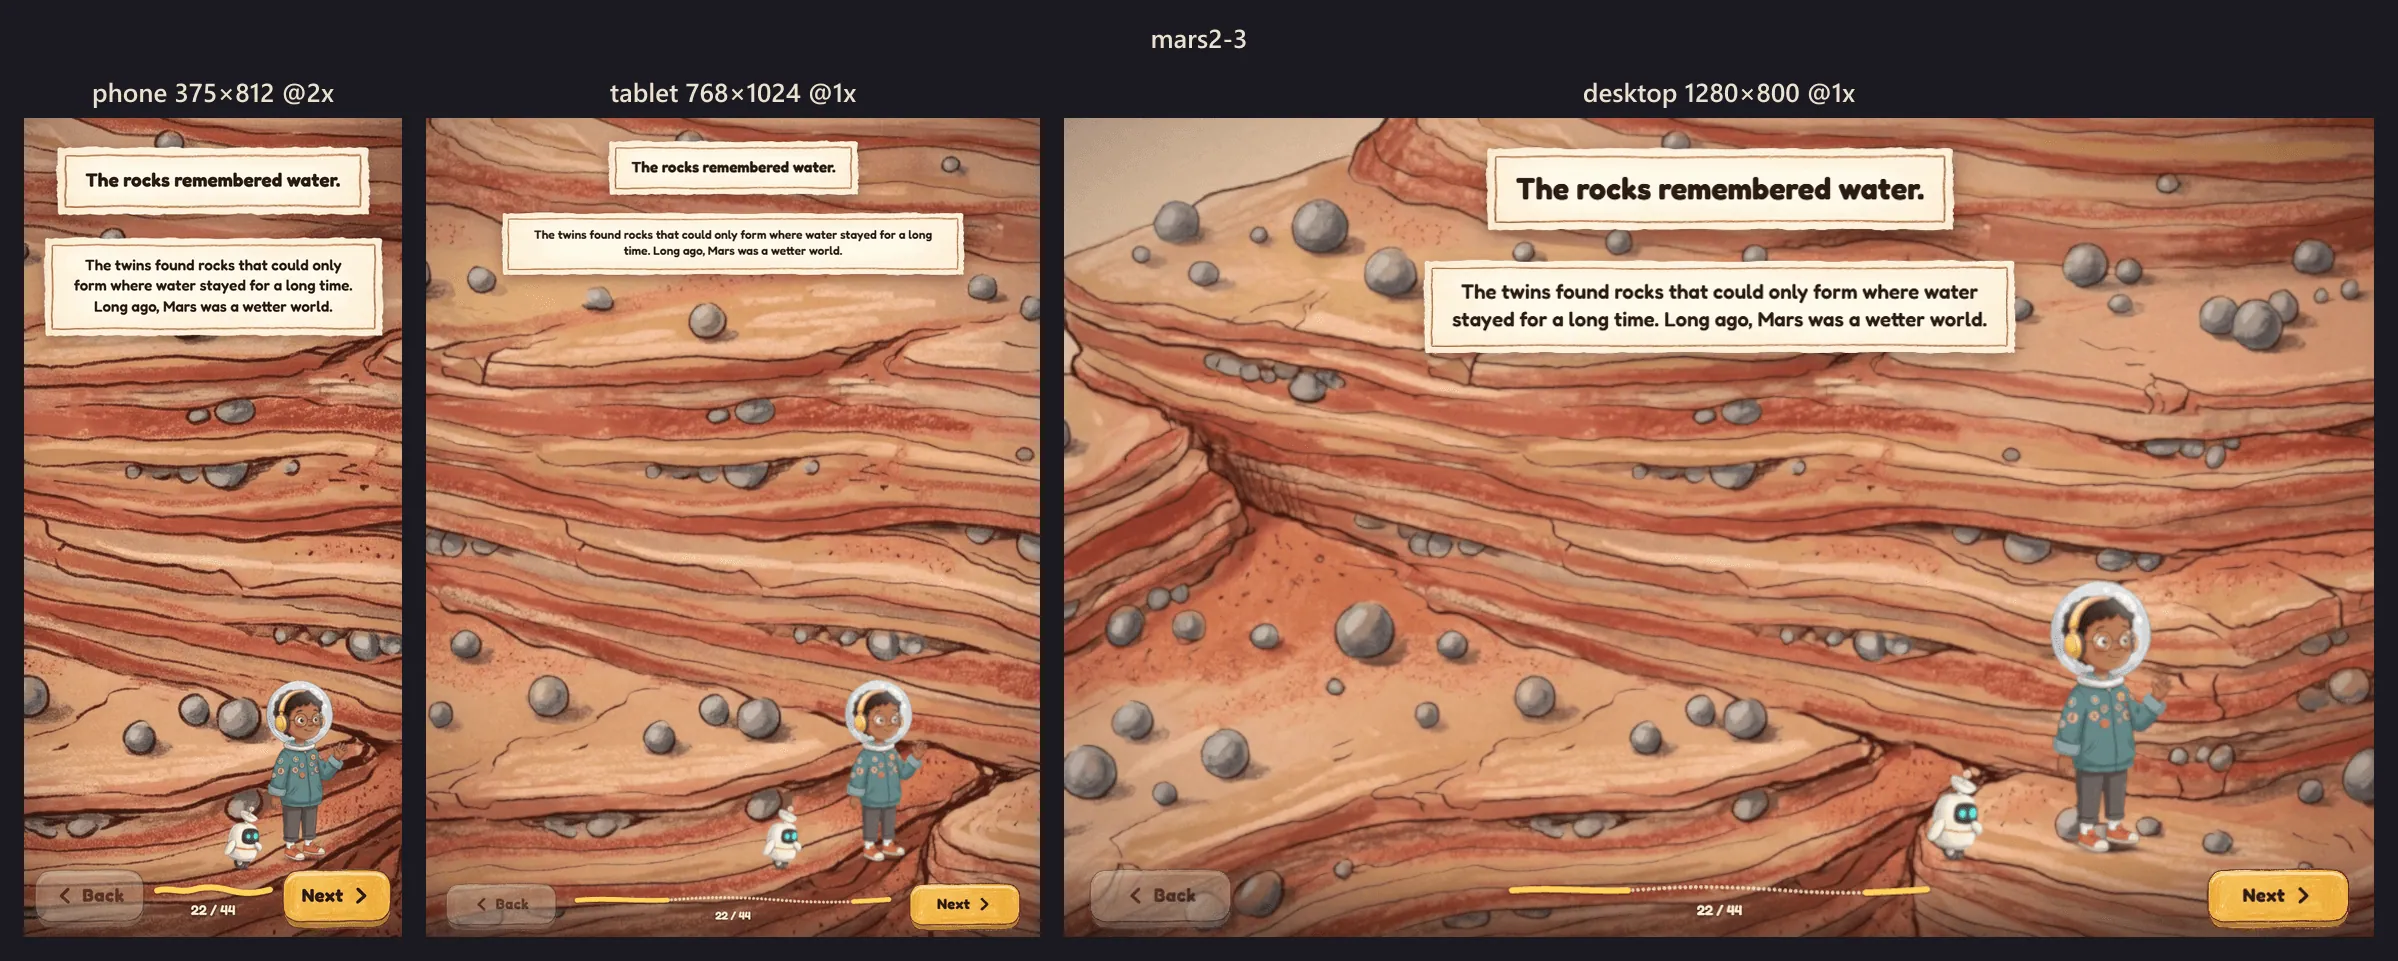 mars2-3
phone 375×812 @2x
The rocks remembered water.
The twins found rocks that could only
form where water stayed for a long time.
Long ago, Mars was a wetter world.
Back
22 / 44
Next
tablet 768×1024 @1x
The rocks remembered water.
The twins found rocks that could only form where water stayed for a long
time. Long ago, Mars was a wetter world.
Back
22 / 44
Next
desktop 1280×800 @1x
The rocks remembered water.
The twins found rocks that could only form where water
stayed for a long time. Long ago, Mars was a wetter world.
Back
22 / 44
Next